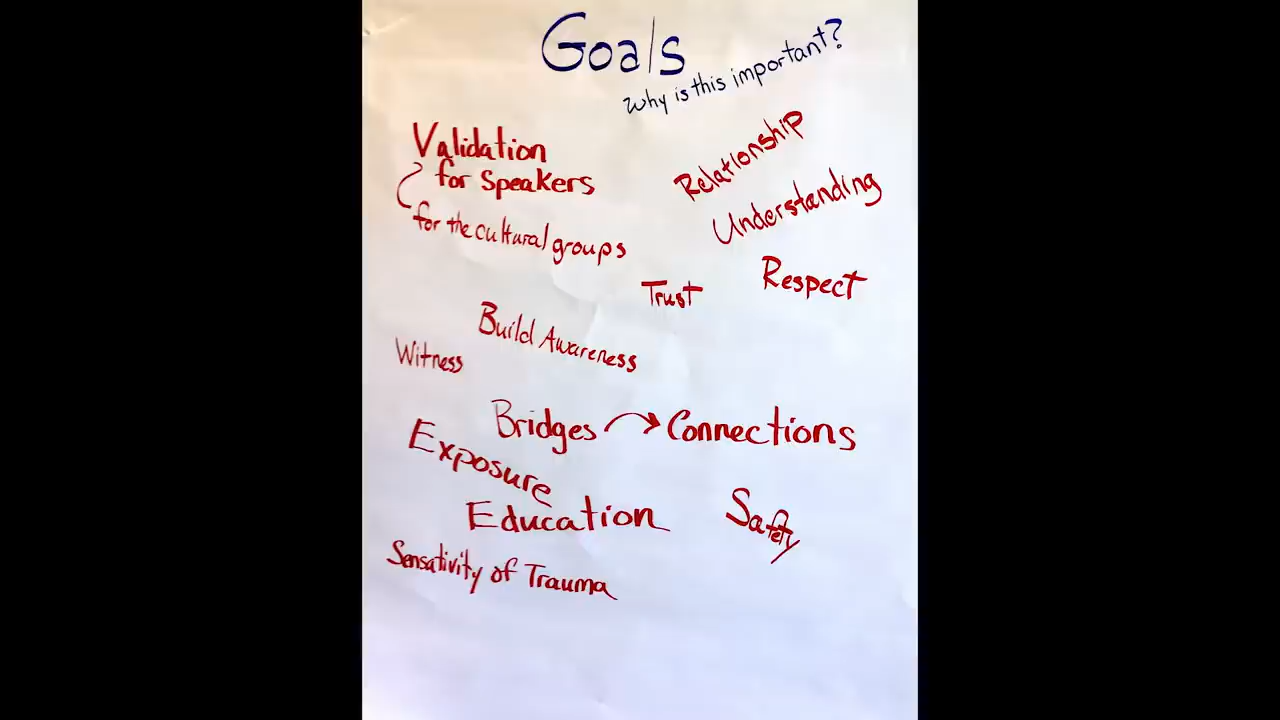 Goals
Why is this important?
Validation
for Speakers
for the cultural groups
Relationship
Understanding
Respect
Trust
Build Awareness
Witness
Bridges → Connections
Exposure
Education
Safety
Sensativity of Trauma